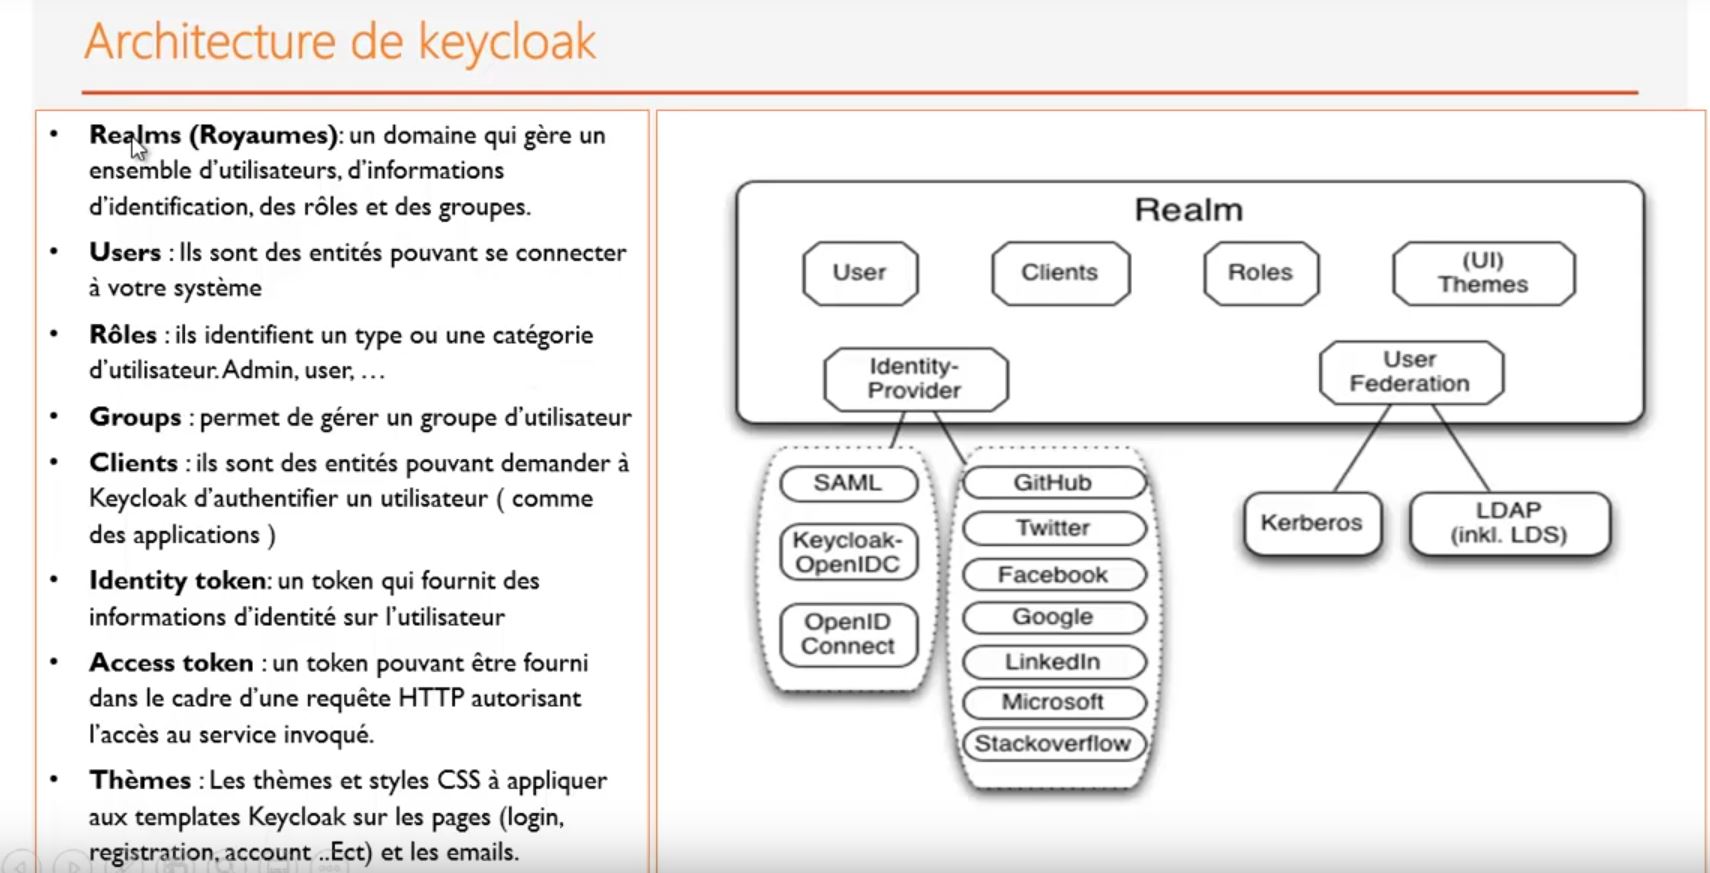 Architecture de keycloak
• Realms (Royaumes): un domaine qui gère un
ensemble d'utilisateurs, d'informations
d'identification, des rôles et des groupes.
• Users : Ils sont des entités pouvant se connecter
à votre système
• Rôles : ils identifient un type ou une catégorie
d'utilisateur. Admin, user, …
• Groups : permet de gérer un groupe d'utilisateur
• Clients : ils sont des entités pouvant demander à
Keycloak d'authentifier un utilisateur ( comme
des applications )
• Identity token: un token qui fournit des
informations d'identité sur l'utilisateur
• Access token : un token pouvant être fourni
dans le cadre d'une requête HTTP autorisant
l'accès au service invoqué.
• Thèmes : Les thèmes et styles CSS à appliquer
aux templates Keycloak sur les pages (login,
registration, account ..Ect) et les emails.
Realm
User
Clients
Roles
(UI)
Themes
Identity-
Provider
User
Federation
SAML
Keycloak-
OpenIDC
OpenID
Connect
GitHub
Twitter
Facebook
Google
LinkedIn
Microsoft
Stackoverflow
Kerberos
LDAP
(inkl. LDS)